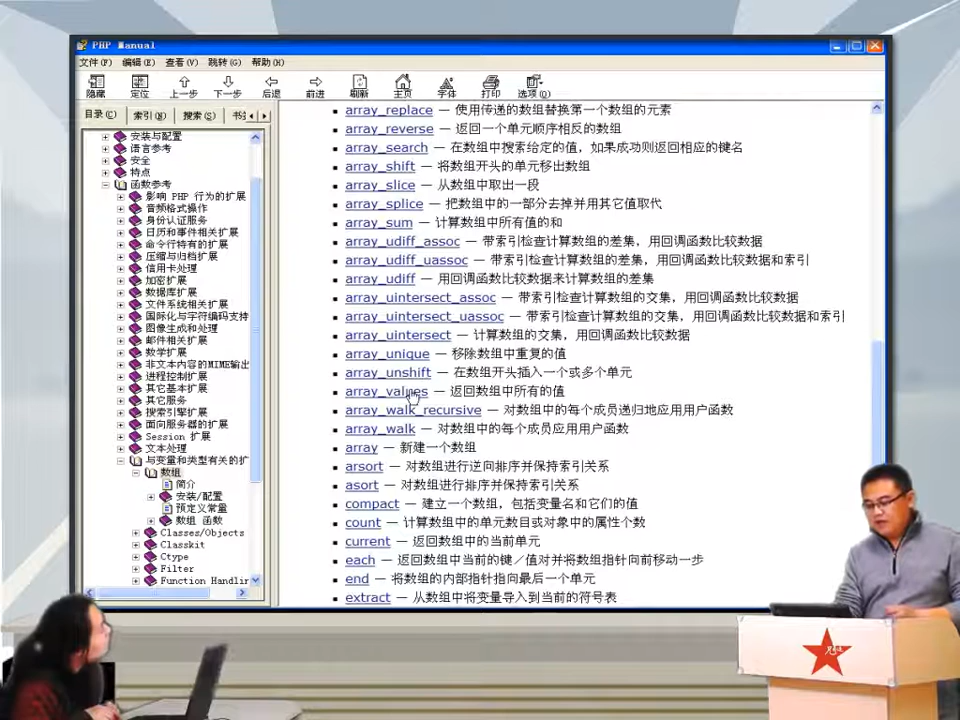 PHP Manual
文件(F) 编辑(E) 查看(V) 跳转(G) 帮助(H)
隐藏 定位 上一步 下一步 后退 前进 刷新 主页 字体 打印 选项(O)
目录(C) 索引(N) 搜索(S)
安装与配置
语言参考
安全
特点
函数参考
影响 PHP 行为的扩展
音频格式操作
身份认证服务
日历和事件相关扩展
命令行特有的扩展
压缩与归档扩展
信用卡处理
加密扩展
数据库扩展
文件系统相关扩展
国际化与字符编码支持
图像生成和处理
邮件相关扩展
数学扩展
非文本内容的MIME输出
进程控制扩展
其它基本扩展
其它服务
搜索引擎扩展
面向服务器的扩展
Session 扩展
文本处理
与变量和类型有关的扩
数组
简介
安装/配置
预定义常量
数组 函数
Classes/Objects
Classkit
Ctype
Filter
Function Handlin
array_replace — 使用传递的数组替换第一个数组的元素
array_reverse — 返回一个单元顺序相反的数组
array_search — 在数组中搜索给定的值，如果成功则返回相应的键名
array_shift — 将数组开头的单元移出数组
array_slice — 从数组中取出一段
array_splice — 把数组中的一部分去掉并用其它值取代
array_sum — 计算数组中所有值的和
array_udiff_assoc — 带索引检查计算数组的差集，用回调函数比较数据
array_udiff_uassoc — 带索引检查计算数组的差集，用回调函数比较数据和索引
array_udiff — 用回调函数比较数据来计算数组的差集
array_uintersect_assoc — 带索引检查计算数组的交集，用回调函数比较数据
array_uintersect_uassoc — 带索引检查计算数组的交集，用回调函数比较数据和索引
array_uintersect — 计算数组的交集，用回调函数比较数据
array_unique — 移除数组中重复的值
array_unshift — 在数组开头插入一个或多个单元
array_values — 返回数组中所有的值
array_walk_recursive — 对数组中的每个成员递归地应用用户函数
array_walk — 对数组中的每个成员应用用户函数
array — 新建一个数组
arsort — 对数组进行逆向排序并保持索引关系
asort — 对数组进行排序并保持索引关系
compact — 建立一个数组，包括变量名和它们的值
count — 计算数组中的单元数目或对象中的属性个数
current — 返回数组中的当前单元
each — 返回数组中当前的键／值对并将数组指针向前移动一步
end — 将数组的内部指针指向最后一个单元
extract — 从数组中将变量导入到当前的符号表